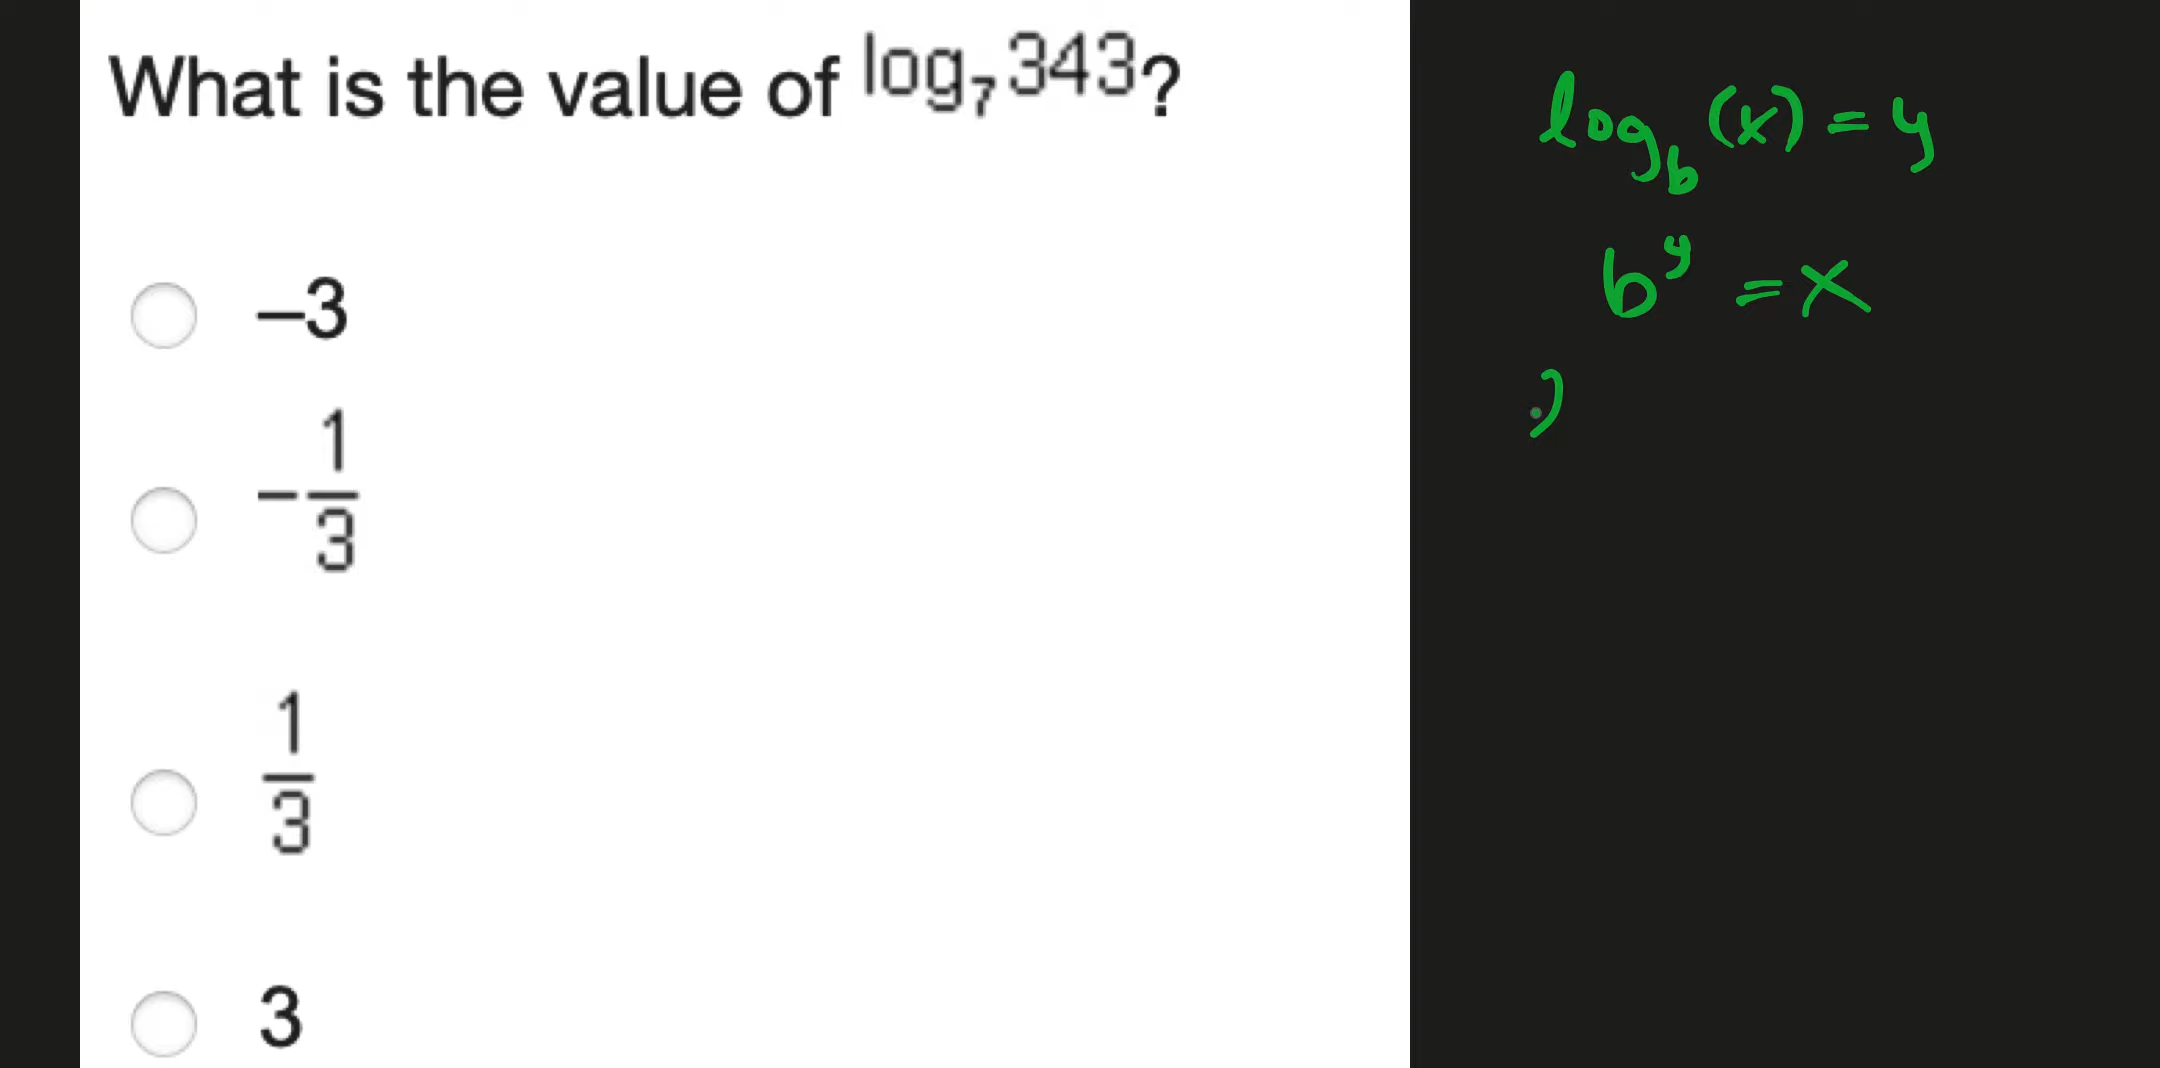 What is the value of log₇343?
–3
-1/3
1/3
3
log_b (x) = y
b^y = x